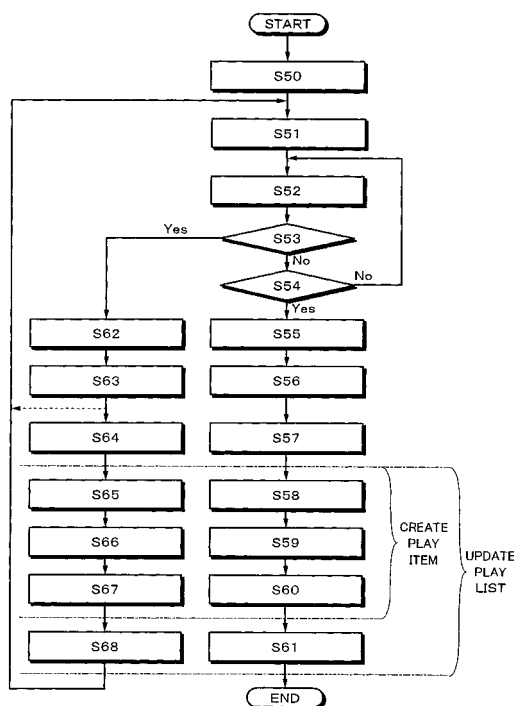 START
S50
S51
S52
Yes
S53
No
S54
No
Yes
S62
S55
S63
S56
S64
S57
S65
S58
CREATE
PLAY
ITEM
S66
S59
UPDATE
PLAY
LIST
S67
S60
S68
S61
END